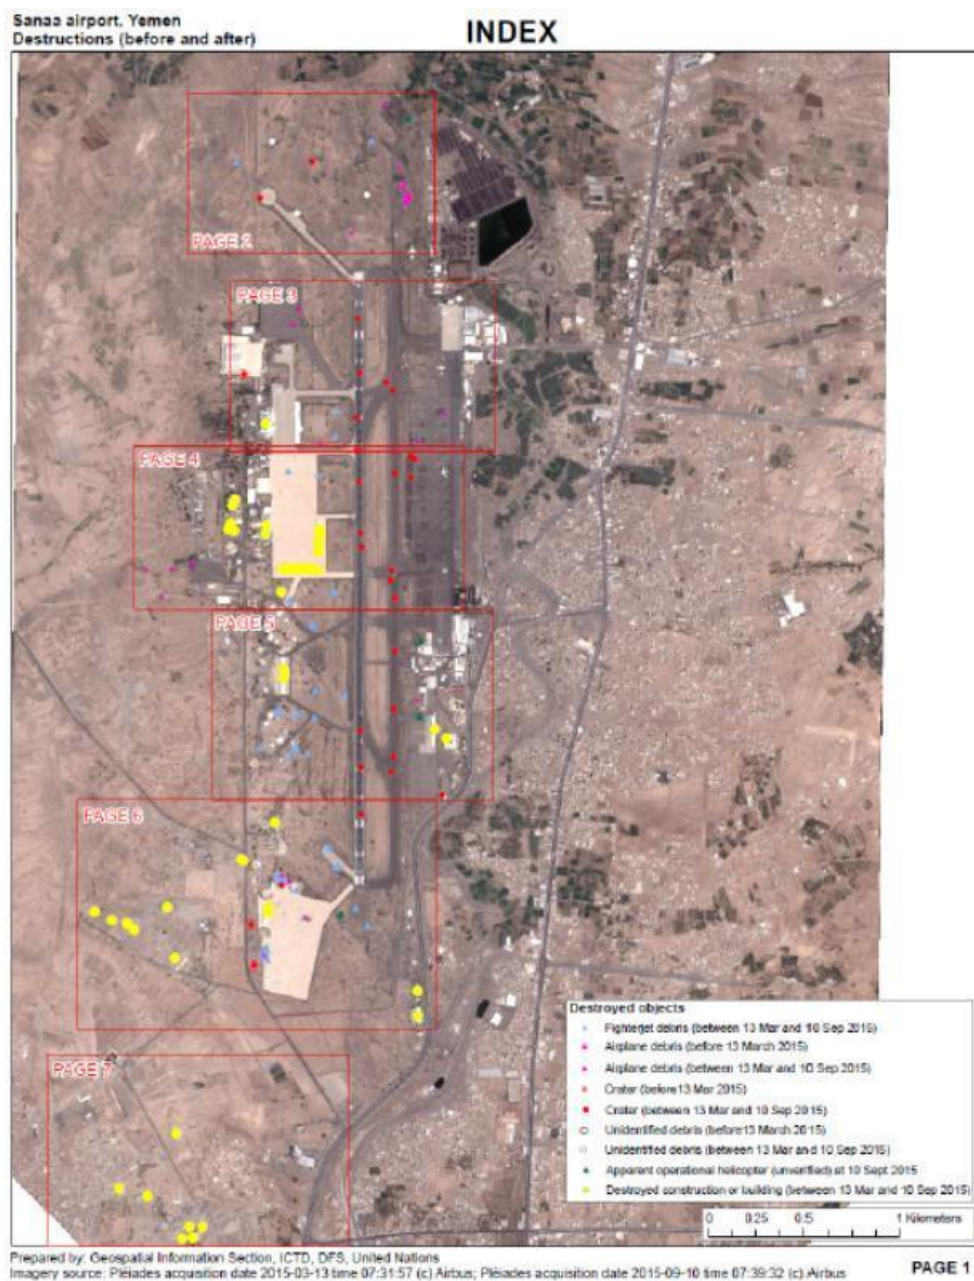 Sanaa airport, Yemen
Destructions (before and after)
INDEX
PAGE 2
PAGE 3
PAGE 4
PAGE 5
PAGE 6
PAGE 7
Destroyed objects
Fighterjet debris (between 13 Mar and 10 Sep 2015)
Airplane debris (before 13 March 2015)
Airplane debris (between 13 Mar and 10 Sep 2015)
Crater (before13 Mar 2015)
Crater (between 13 Mar and 10 Sep 2015)
Unidentified debris (before13 March 2015)
Unidentified debris (between 13 Mar and 10 Sep 2015)
Apparent operational helicopter (unverified) at 10 Sept 2015
Destroyed construction or building (between 13 Mar and 10 Sep 2015)
0 0.25 0.5 1 Kilometers
Prepared by: Geospatial Information Section, ICTD, DFS, United Nations
Imagery source: Pléiades acquisition date 2015-03-13 time 07:31:57 (c) Airbus; Pléiades acquisition date 2015-09-10 time 07:39:32 (c) Airbus
PAGE 1